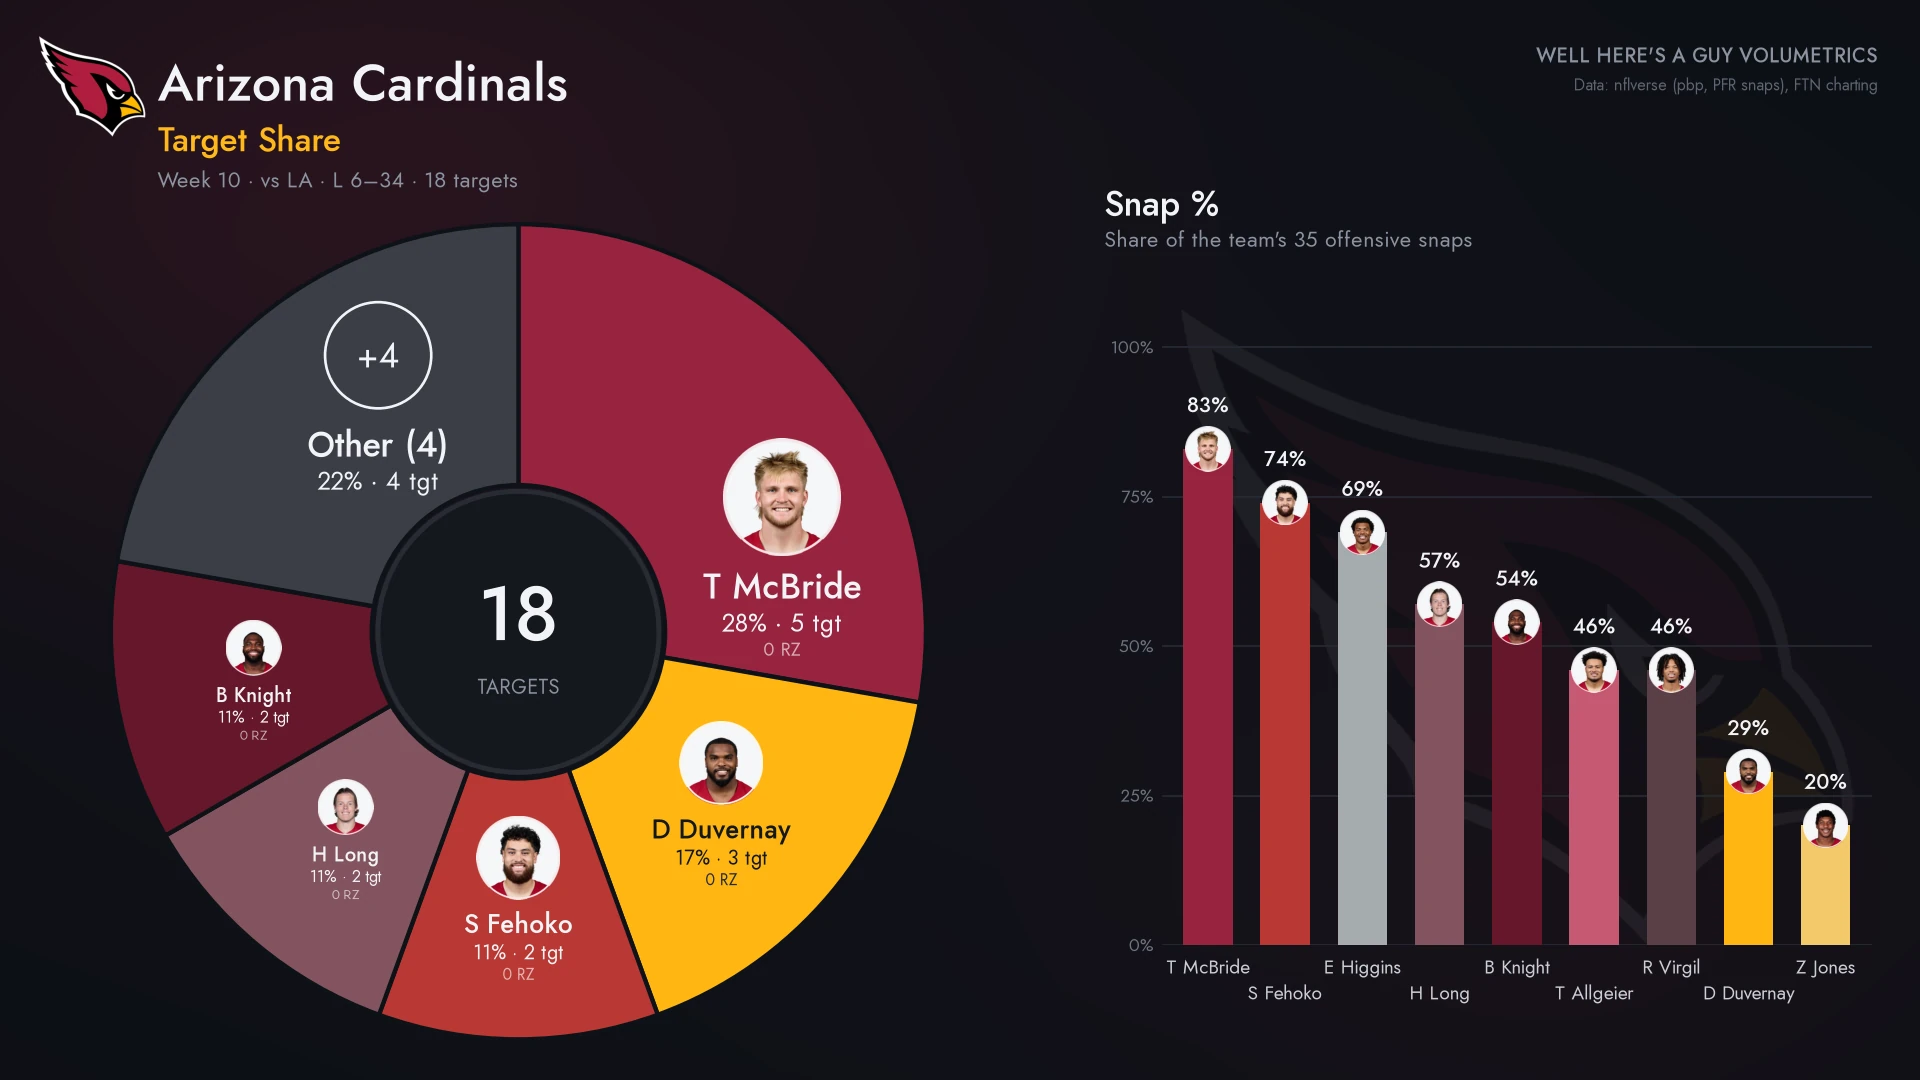 Arizona Cardinals
Target Share
Week 10 · vs LA · L 6–34 · 18 targets
WELL HERE'S A GUY VOLUMETRICS
Data: nflverse (pbp, PFR snaps), FTN charting
+4
Other (4)
22% · 4 tgt
T McBride
28% · 5 tgt
0 RZ
18
TARGETS
B Knight
11% · 2 tgt
0 RZ
D Duvernay
17% · 3 tgt
0 RZ
H Long
11% · 2 tgt
0 RZ
S Fehoko
11% · 2 tgt
0 RZ
Snap %
Share of the team's 35 offensive snaps
100%
75%
50%
25%
0%
83%
74%
69%
57%
54%
46%
46%
29%
20%
T McBride
S Fehoko
E Higgins
H Long
B Knight
T Allgeier
R Virgil
D Duvernay
Z Jones